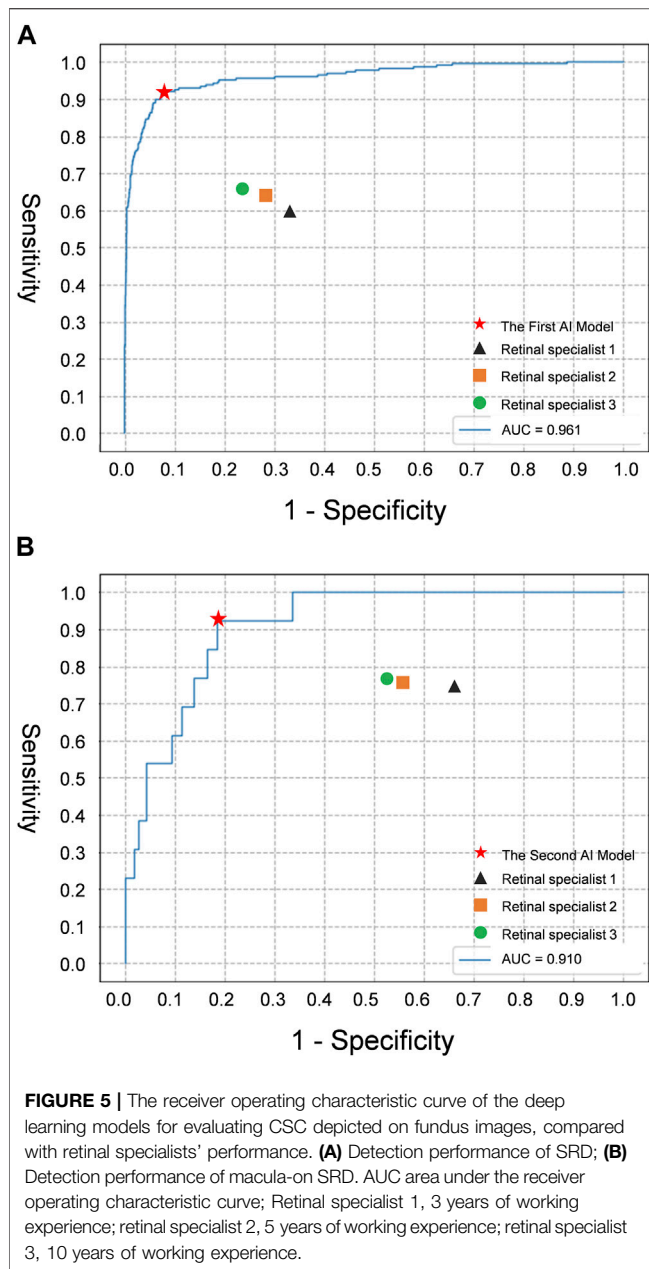 A
1.0
0.9
0.8
0.7
0.6
0.5
0.4
0.3
0.2
0.1
0.0
Sensitivity
The First AI Model
Retinal specialist 1
Retinal specialist 2
Retinal specialist 3
AUC = 0.961
0.0 0.1 0.2 0.3 0.4 0.5 0.6 0.7 0.8 0.9 1.0
1 - Specificity
B
1.0
0.9
0.8
0.7
0.6
0.5
0.4
0.3
0.2
0.1
0.0
Sensitivity
The Second AI Model
Retinal specialist 1
Retinal specialist 2
Retinal specialist 3
AUC = 0.910
0.0 0.1 0.2 0.3 0.4 0.5 0.6 0.7 0.8 0.9 1.0
1 - Specificity
FIGURE 5 | The receiver operating characteristic curve of the deep
learning models for evaluating CSC depicted on fundus images, compared
with retinal specialists’ performance. (A) Detection performance of SRD; (B)
Detection performance of macula-on SRD. AUC area under the receiver
operating characteristic curve; Retinal specialist 1, 3 years of working
experience; retinal specialist 2, 5 years of working experience; retinal specialist
3, 10 years of working experience.